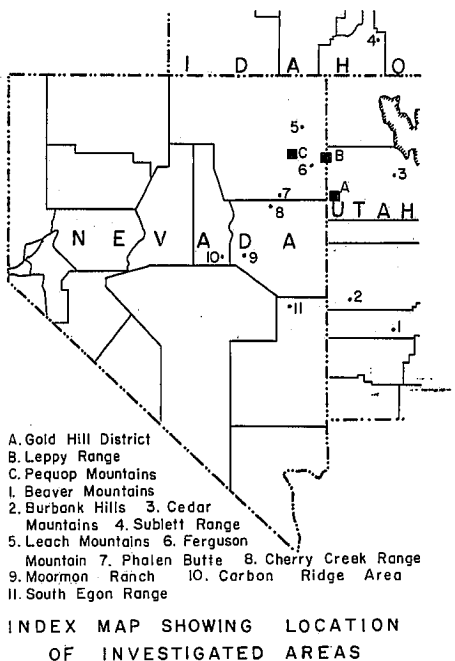 4.
I D A H O
5.
C
B
6.
3
A
7
8
U T A H
N E V A D A
10.
9
2
11
1
A. Gold Hill District
B. Leppy Range
C. Pequop Mountains
1. Beaver Mountains
2. Burbank Hills 3. Cedar
Mountains 4. Sublett Range
5. Leach Mountains 6. Ferguson
Mountain 7. Phalen Butte 8. Cherry Creek Range
9. Moormon Ranch 10. Carbon Ridge Area
11. South Egon Range
INDEX MAP SHOWING LOCATION
OF INVESTIGATED AREAS